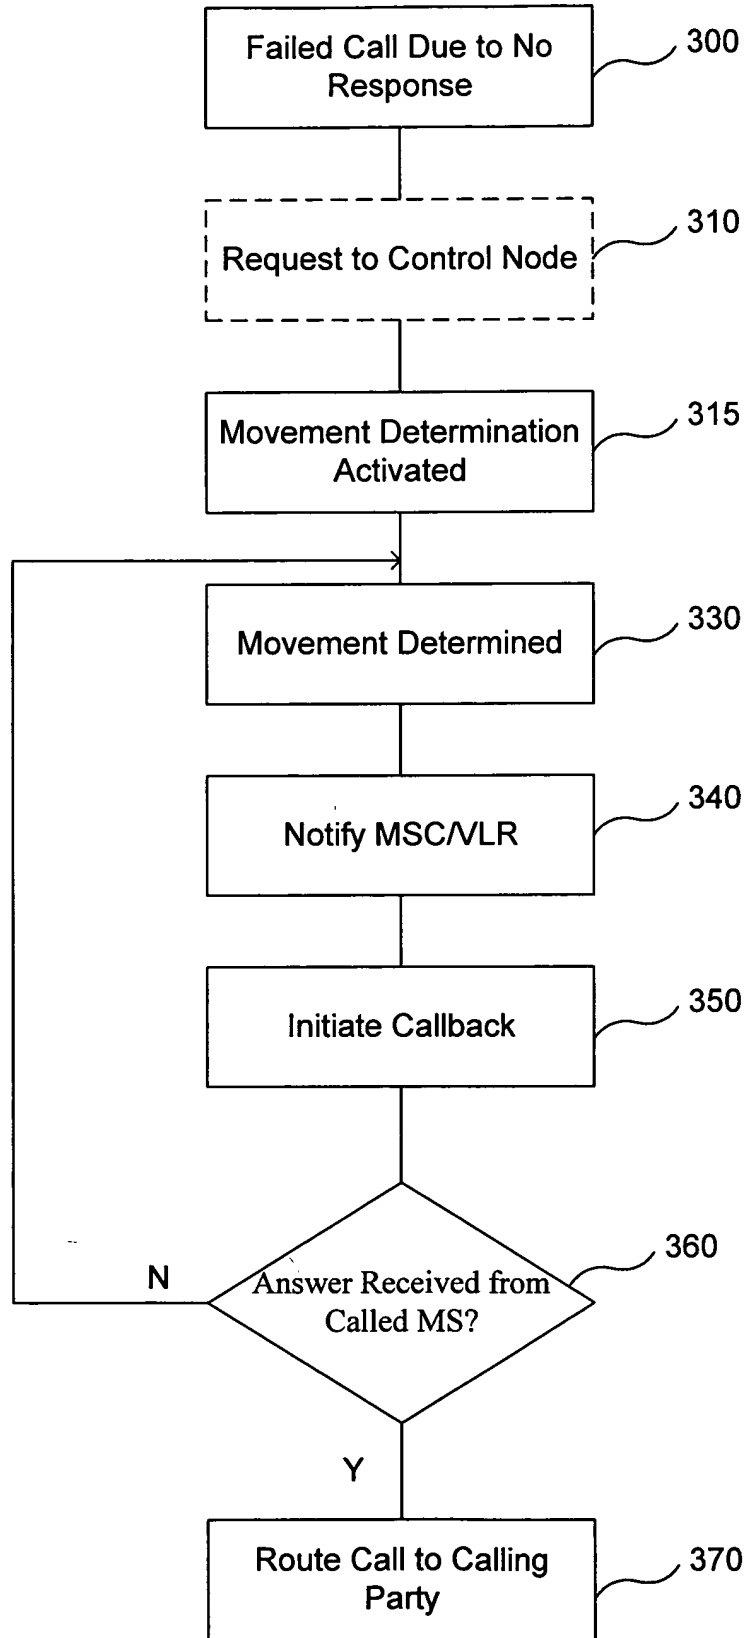 Failed Call Due to No
Response
300
Request to Control Node
310
Movement Determination
Activated
315
Movement Determined
330
Notify MSC/VLR
340
Initiate Callback
350
Answer Received from
Called MS?
360
N
Y
Route Call to Calling
Party
370